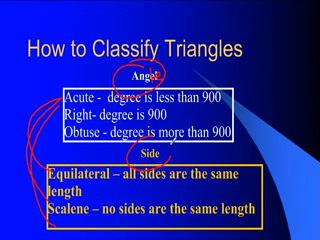 How to Classify Triangles
Angel
Acute - degree is less than 900
Right- degree is 900
Obtuse - degree is more than 900
Side
Equilateral – all sides are the same
length
Scalene – no sides are the same length